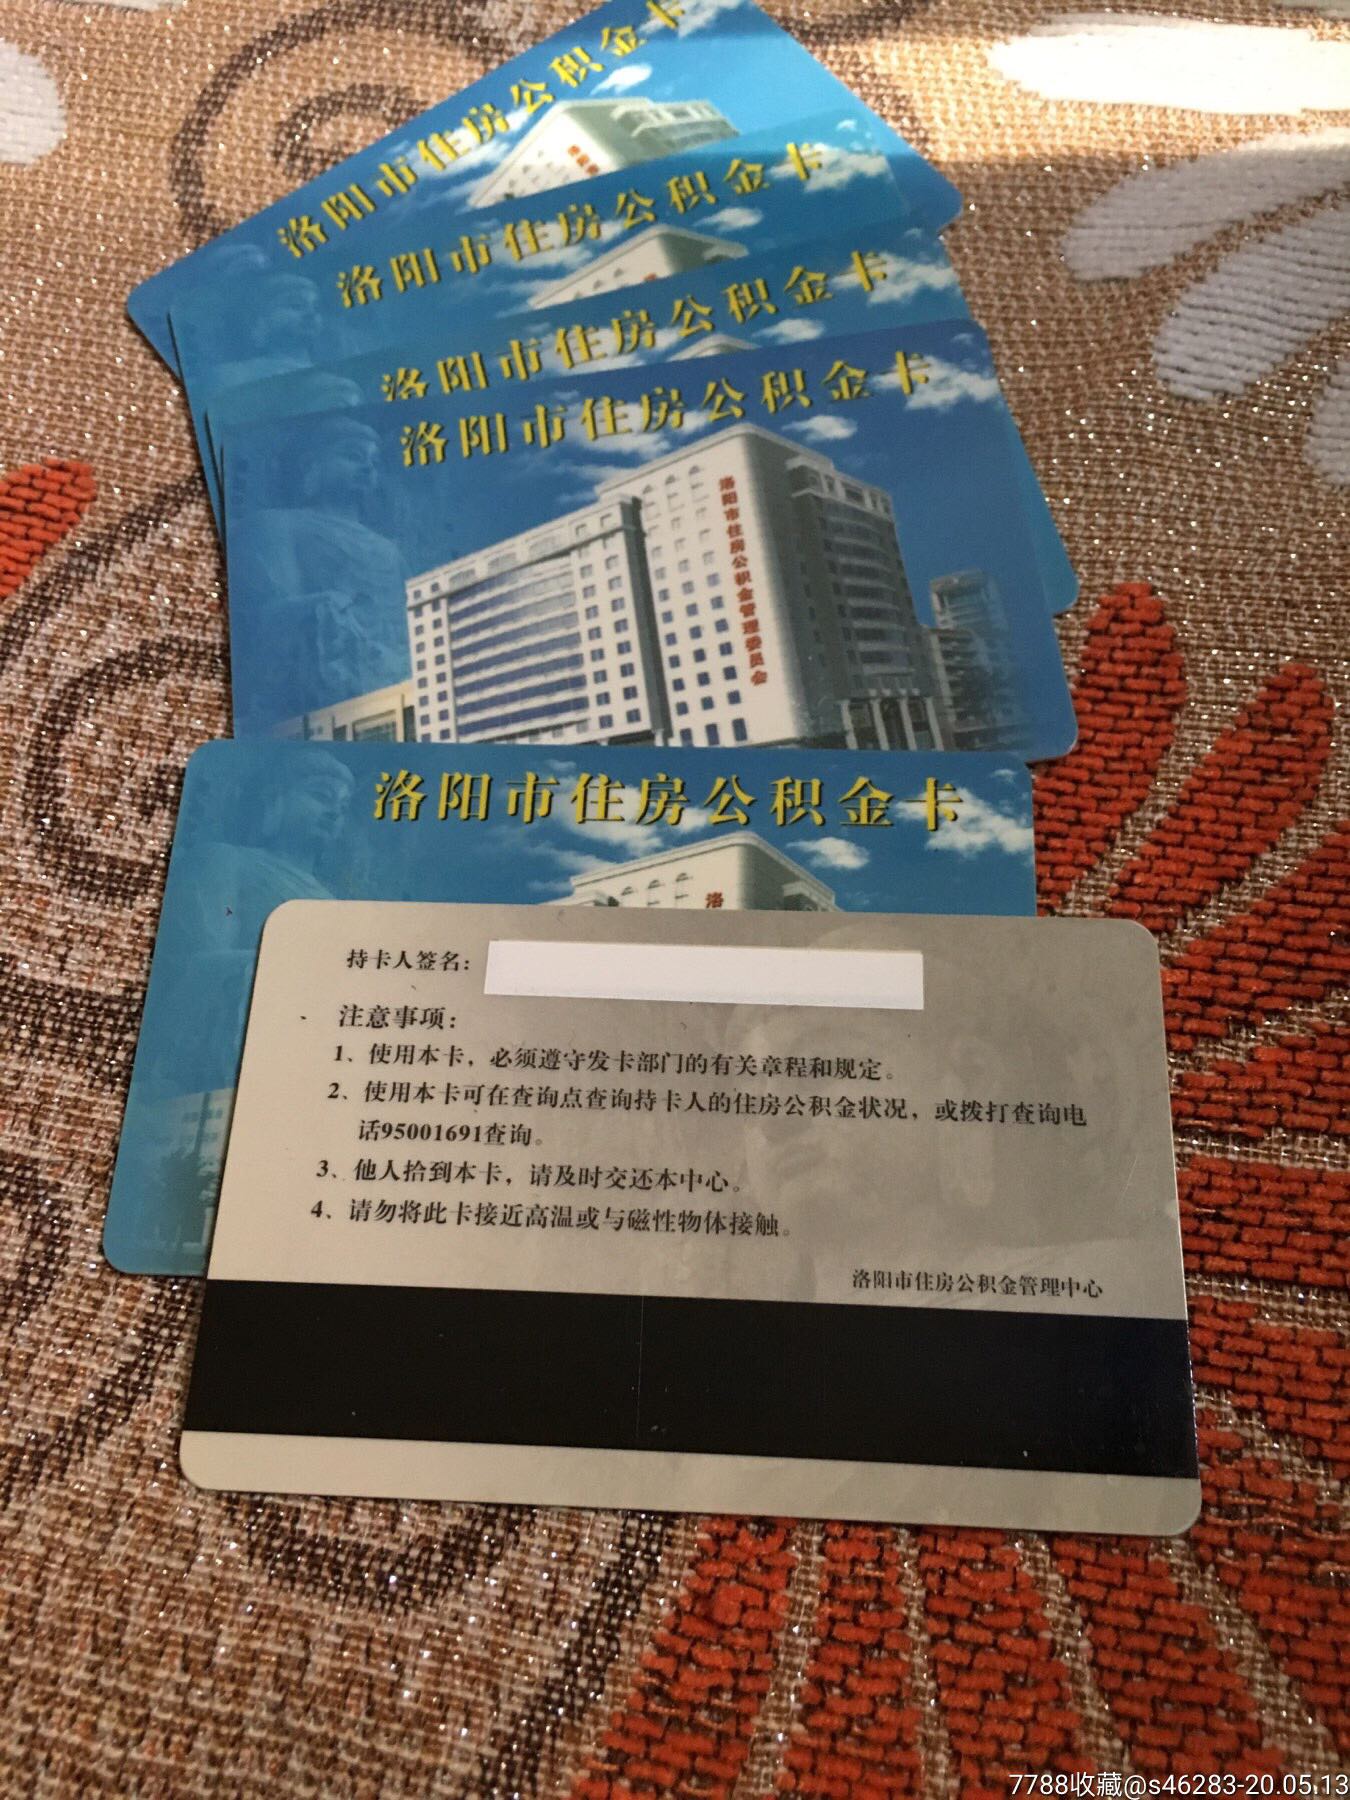 洛阳市住房公积金卡
洛阳市住房公积金卡
洛阳市住房公积金卡
洛阳市住房公积金卡
洛阳市住房公积金管理委员会
洛阳市住房公积金卡
洛
持卡人签名：
注意事项：
1、使用本卡，必须遵守发卡部门的有关章程和规定。
2、使用本卡可在查询点查询持卡人的住房公积金状况，或拨打查询电
话95001691查询。
3、他人拾到本卡，请及时交还本中心。
4、请勿将此卡接近高温或与磁性物体接触。
洛阳市住房公积金管理中心
7788收藏@s46283-20.05.13